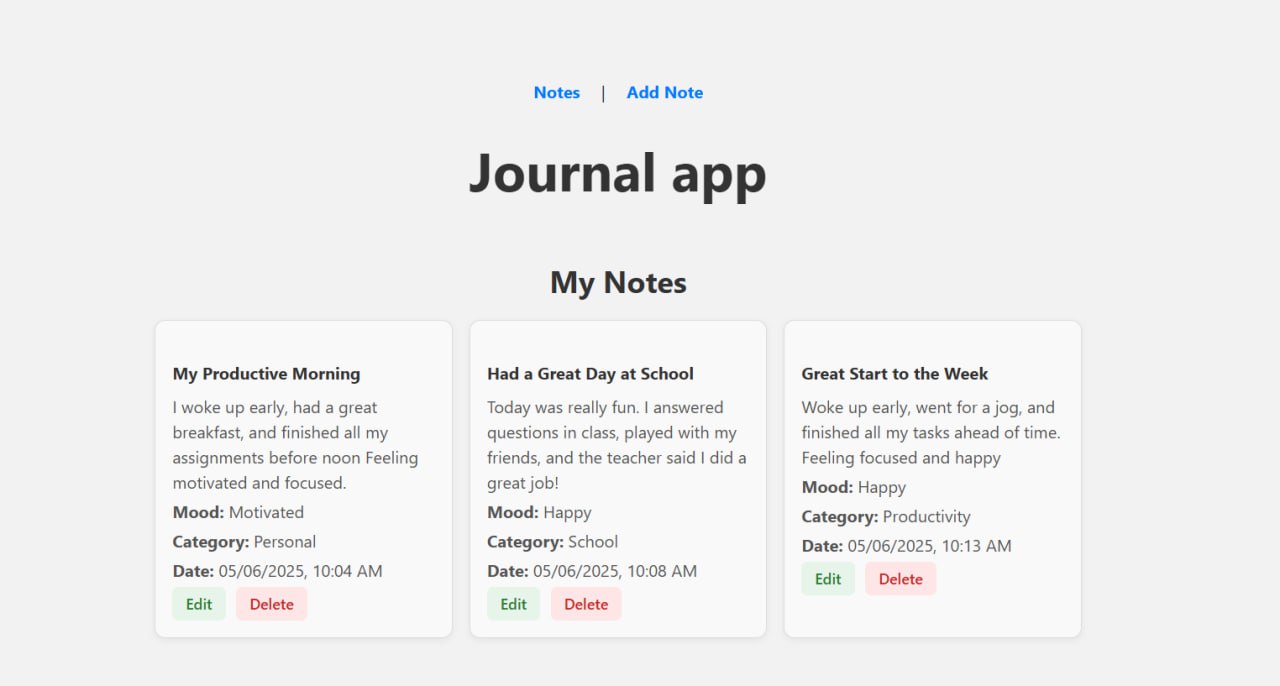 Notes | Add Note
Journal app
My Notes
My Productive Morning
I woke up early, had a great
breakfast, and finished all my
assignments before noon Feeling
motivated and focused.
Mood: Motivated
Category: Personal
Date: 05/06/2025, 10:04 AM
Edit Delete
Had a Great Day at School
Today was really fun. I answered
questions in class, played with my
friends, and the teacher said I did a
great job!
Mood: Happy
Category: School
Date: 05/06/2025, 10:08 AM
Edit Delete
Great Start to the Week
Woke up early, went for a jog, and
finished all my tasks ahead of time.
Feeling focused and happy
Mood: Happy
Category: Productivity
Date: 05/06/2025, 10:13 AM
Edit Delete